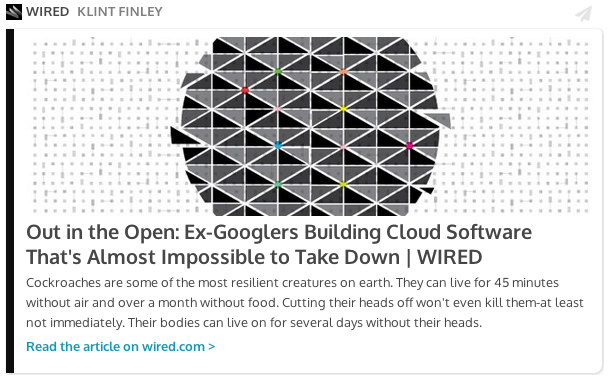 WIRED KLINT FINLEY
Out in the Open: Ex-Googlers Building Cloud Software
That's Almost Impossible to Take Down | WIRED
Cockroaches are some of the most resilient creatures on earth. They can live for 45 minutes
without air and over a month without food. Cutting their heads off won't even kill them-at least
not immediately. Their bodies can live on for several days without their heads.
Read the article on wired.com >